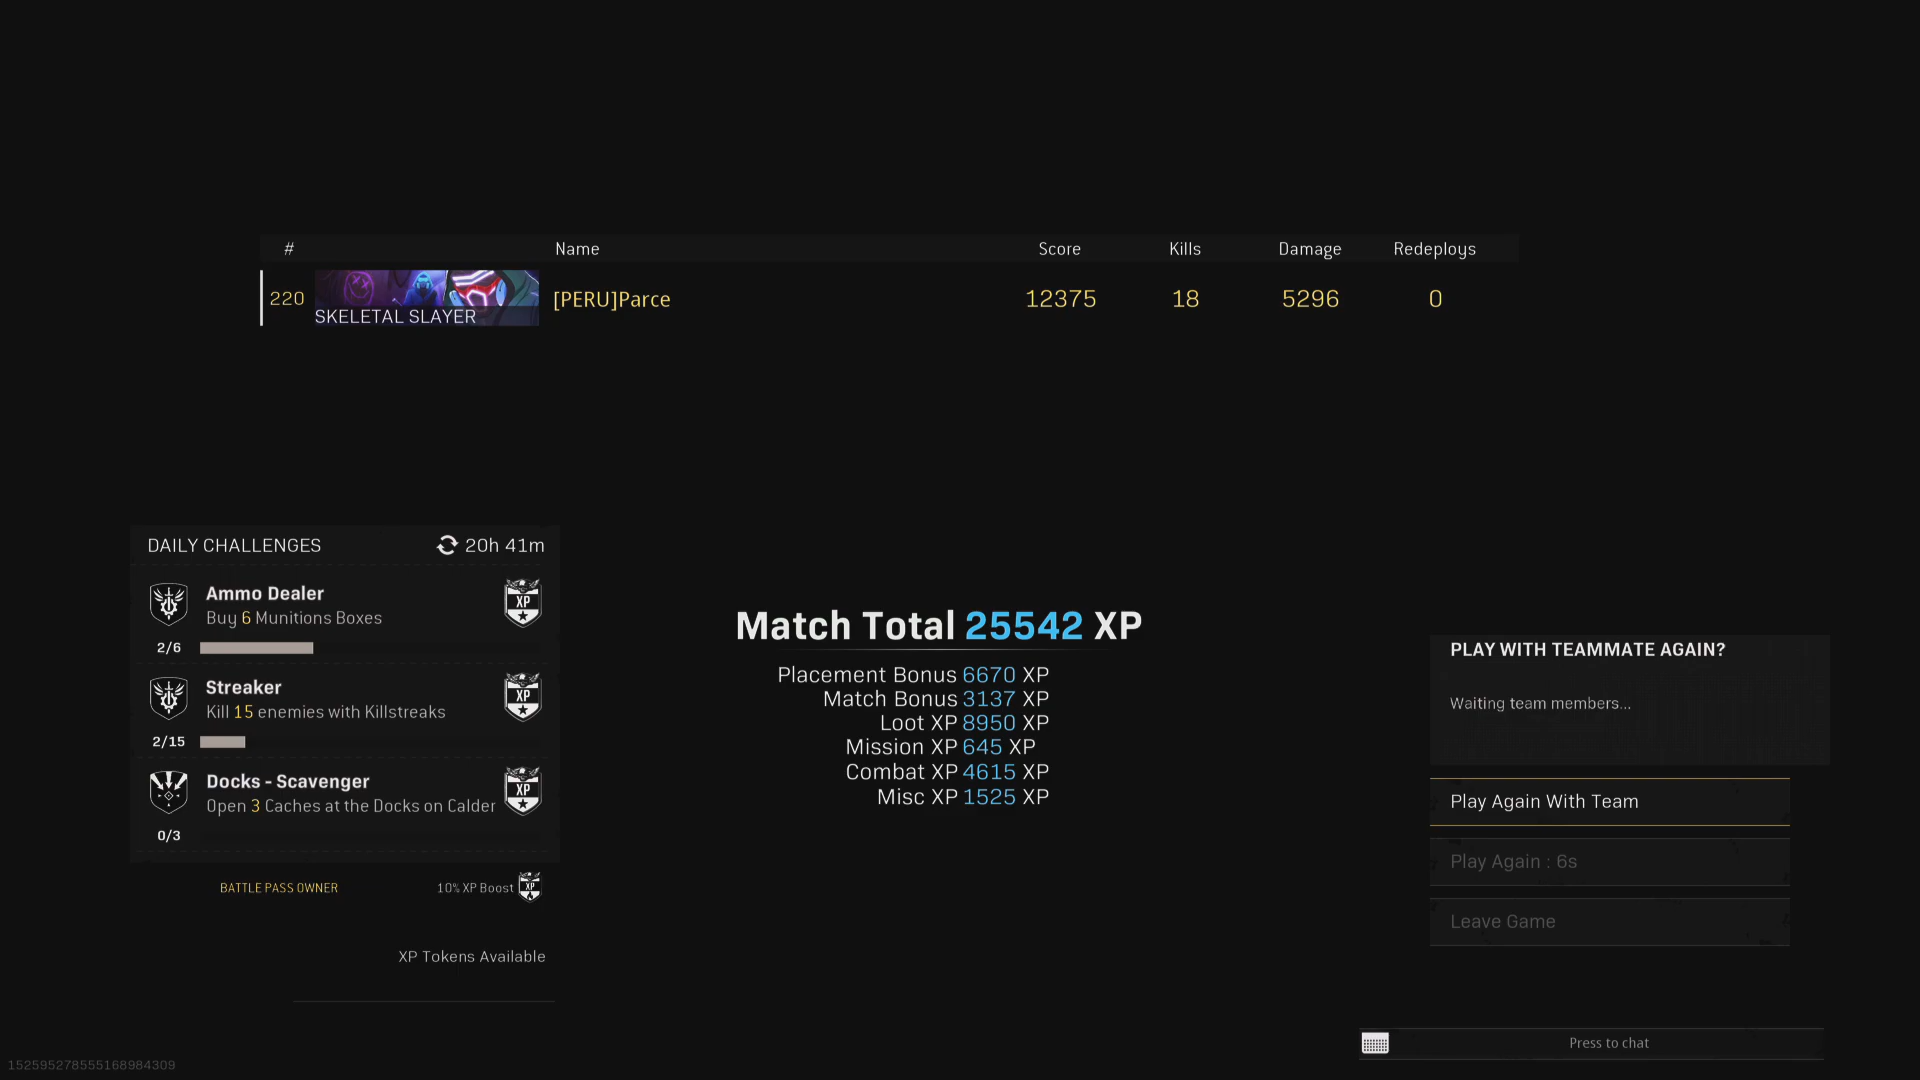 # Name Score Kills Damage Redeploys
220 SKELETAL SLAYER [PERU]Parce 12375 18 5296 0
DAILY CHALLENGES 20h 41m
Ammo Dealer
Buy 6 Munitions Boxes
XP
2/6
Streaker
Kill 15 enemies with Killstreaks
XP
2/15
Docks - Scavenger
Open 3 Caches at the Docks on Calder
XP
0/3
BATTLE PASS OWNER 10% XP Boost XP
XP Tokens Available
Match Total 25542 XP
Placement Bonus 6670 XP
Match Bonus 3137 XP
Loot XP 8950 XP
Mission XP 645 XP
Combat XP 4615 XP
Misc XP 1525 XP
PLAY WITH TEAMMATE AGAIN?
Waiting team members...
Play Again With Team
Play Again : 6s
Leave Game
Press to chat
152595278555168984309